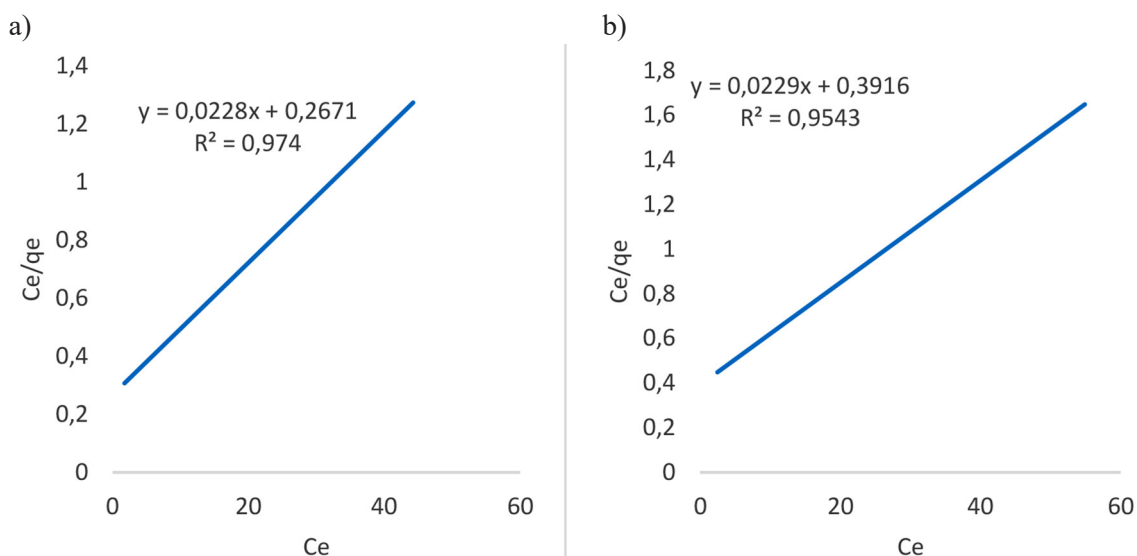 a)
1,4
y = 0,0228x + 0,2671
R² = 0,974
1,2
1
0,8
0,6
0,4
0,2
0
Ce/qe
0 20 40 60
Ce
b)
1,8
y = 0,0229x + 0,3916
R² = 0,9543
1,6
1,4
1,2
1
0,8
0,6
0,4
0,2
0
Ce/qe
0 20 40 60
Ce